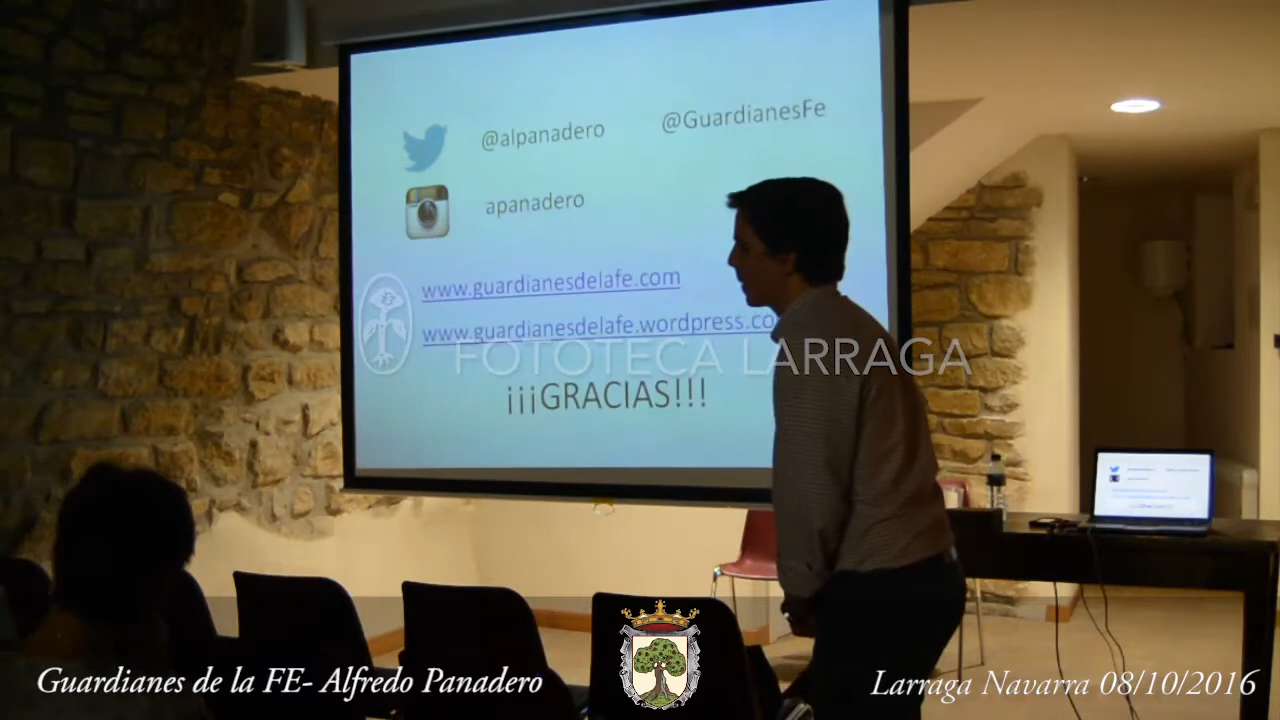 @alpanadero @GuardianesFe
apanadero
www.guardianesdelafe.com
www.guardianesdelafe.wordpress.co
FOTOTECA LARRAGA
¡¡¡GRACIAS!!!
Guardianes de la FE- Alfredo Panadero
Larraga Navarra 08/10/2016